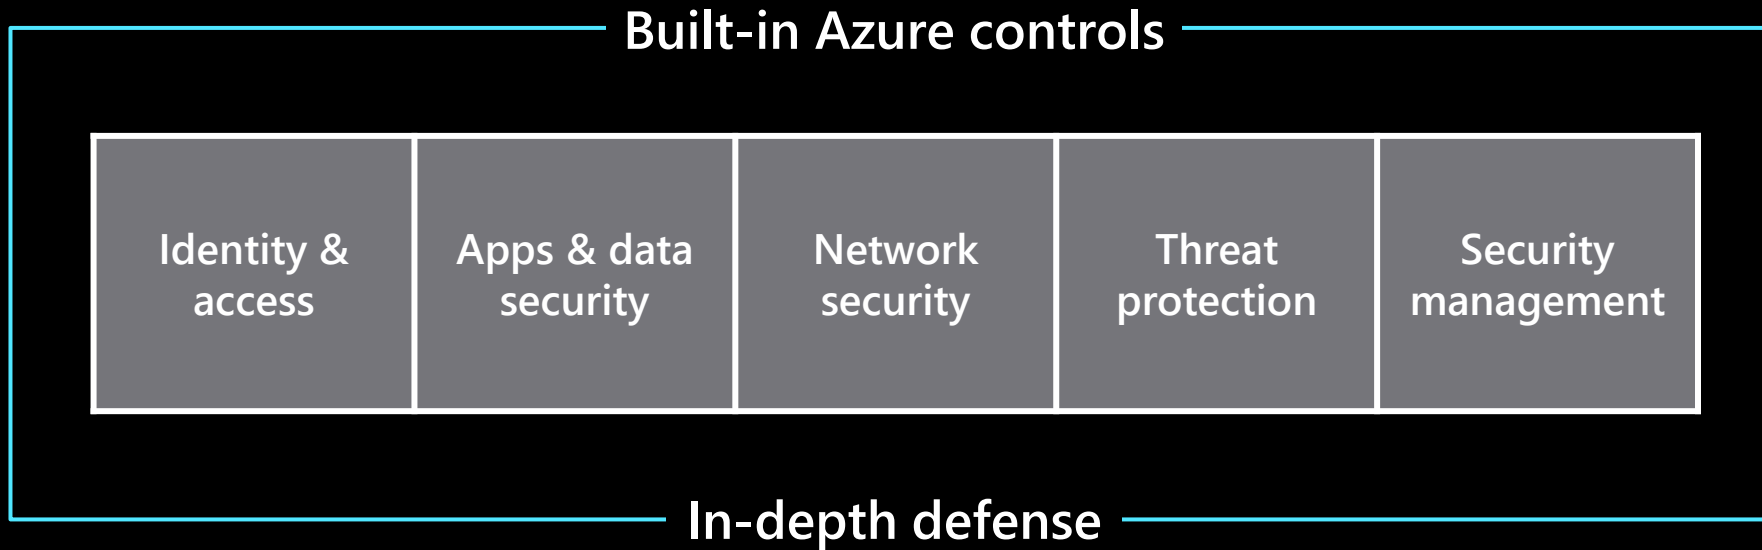 Built-in Azure controls
Identity &
access
Apps & data
security
Network
security
Threat
protection
Security
management
In-depth defense